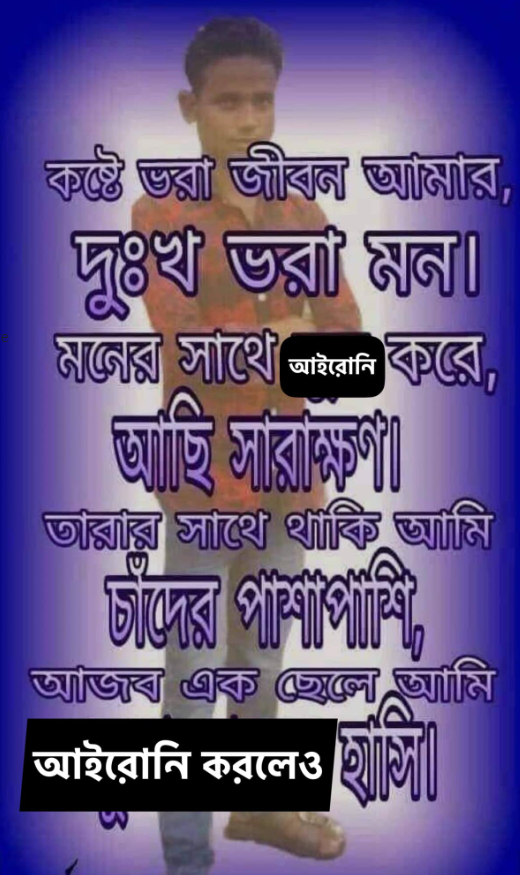 কষ্টে ভরা জীবন আমার,
দুঃখ ভরা মন।
মনের সাথে আইরোনি করে,
আছি সারাক্ষণ।
তারার সাথে থাকি আমি
চাঁদের পাশাপাশি,
আজব এক ছেলে আমি
আইরোনি করলেও হাসি।